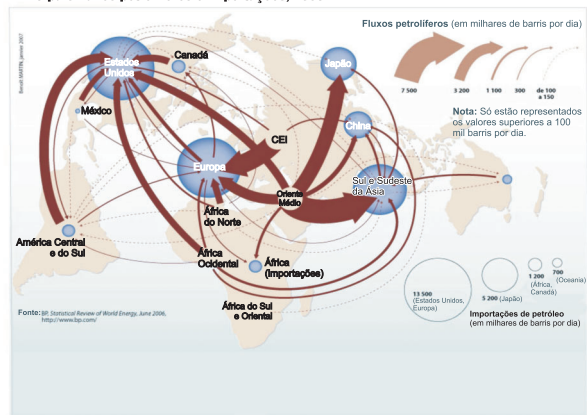 Fluxos petrolíferos (em milhares de barris por dia)
7 500
3 200
1 100
300
de 100
à 150
Nota: Só estão representados
os valores superiores a 100
mil barris por dia.
Estados
Unidos
Canadá
México
Japão
China
CEI
Europa
Oriente
Médio
Sul e Sudeste
da Ásia
África
do Norte
América Central
e do Sul
África
Ocidental
África
(Importações)
África do Sul
e Oriental
13 500
(Estados Unidos,
Europa)
5 200 (Japão)
1 200
(África,
Canadá)
700
(Oceania)
Importações de petróleo
(em milhares de barris por dia)
Fonte: BP, Statistical Review of World Energy, June 2006,
http://www.bp.com/